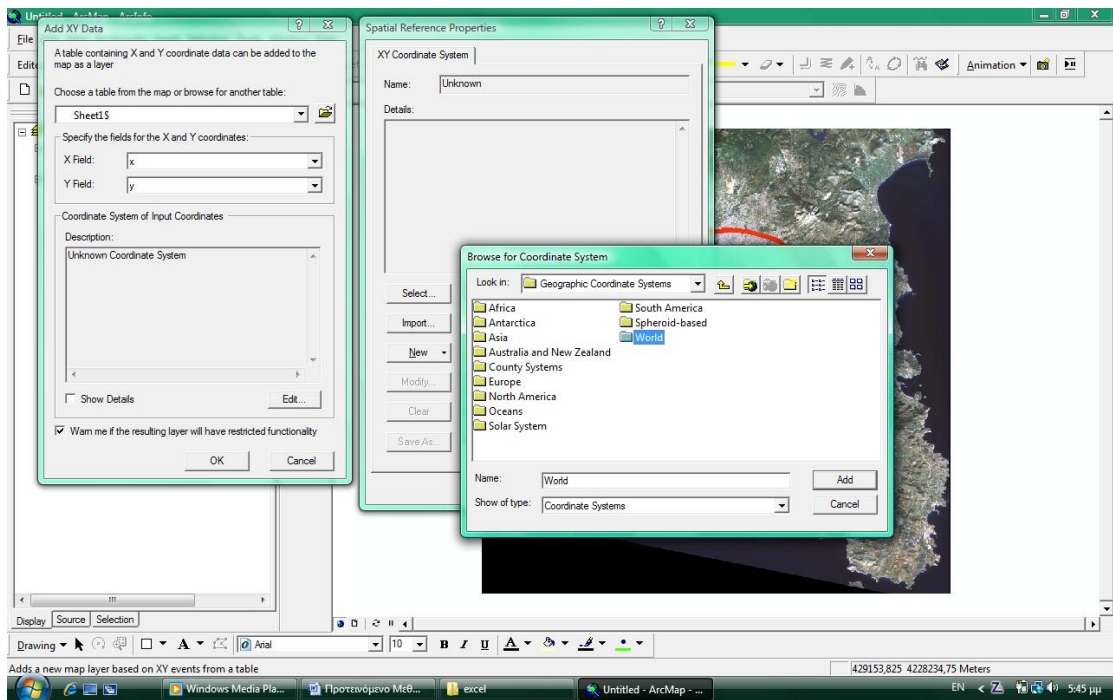 Untitled - ArcMap - ArcInfo
File
Add XY Data
A table containing X and Y coordinate data can be added to the
map as a layer
Choose a table from the map or browse for another table:
Sheet1$
Specify the fields for the X and Y coordinates:
X Field: x
Y Field: y
Coordinate System of Input Coordinates
Description:
Unknown Coordinate System
Show Details
Edit...
Warn me if the resulting layer will have restricted functionality
OK Cancel
Spatial Reference Properties
XY Coordinate System
Name: Unknown
Details:
Select...
Import...
New
Modify...
Clear
Save As...
Animation
Browse for Coordinate System
Look in: Geographic Coordinate Systems
Africa
Antarctica
Asia
Australia and New Zealand
County Systems
Europe
North America
Oceans
Solar System
South America
Spheroid-based
World
Name: World
Add
Show of type: Coordinate Systems
Cancel
Display Source Selection
Drawing A Arial 10 B I U A
Adds a new map layer based on XY events from a table
429153,825 4228234,75 Meters
Windows Media Pla... Προτεινόμενο Μεθ... excel Untitled - ArcMap - ... EN 5:45 μμ